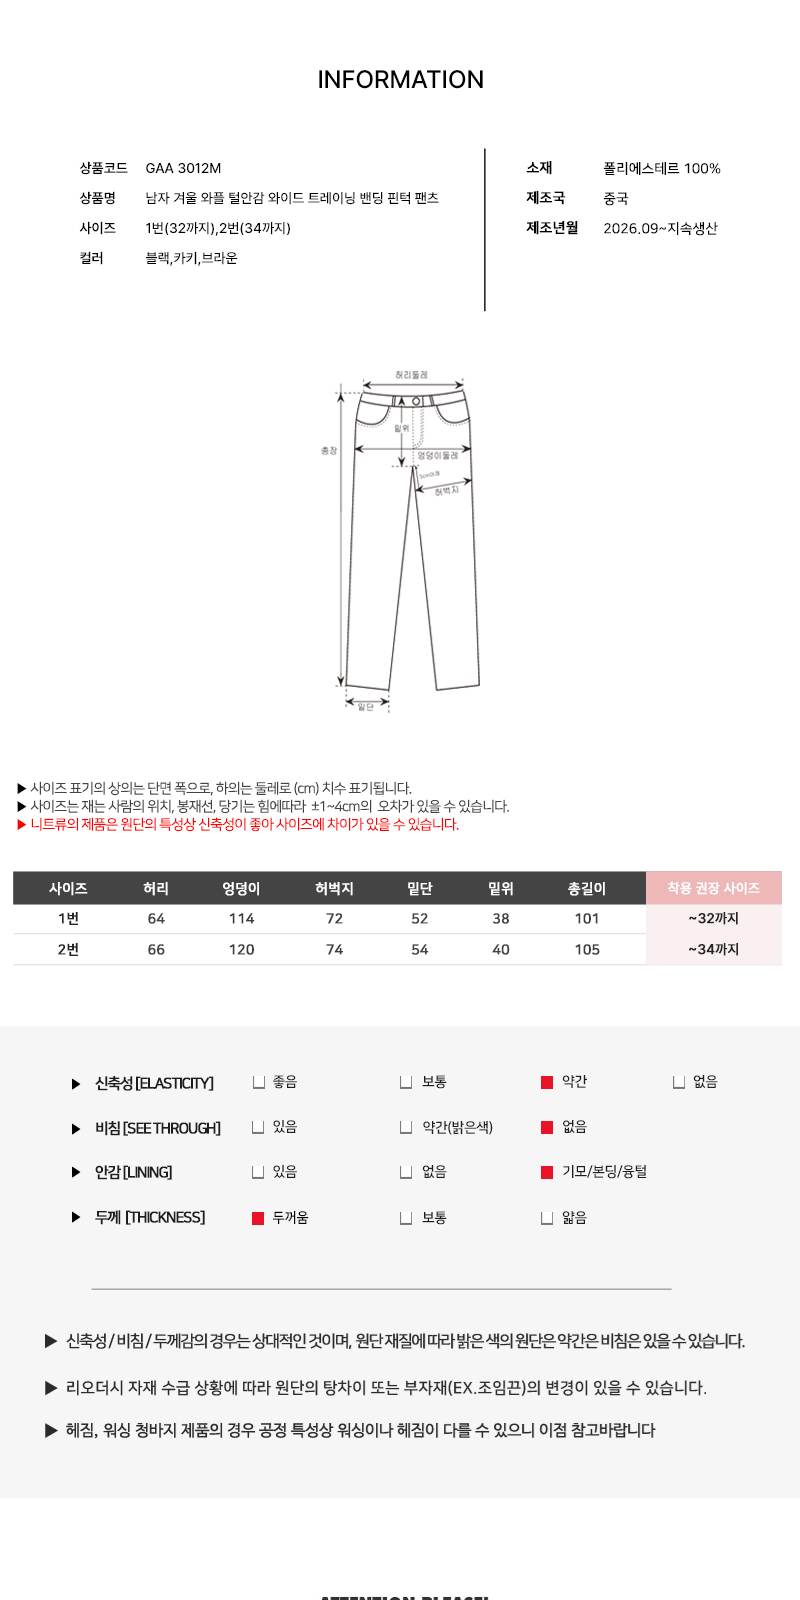 INFORMATION
상품코드 GAA 3012M
상품명 남자 겨울 와플 털안감 와이드 트레이닝 밴딩 핀턱 팬츠
사이즈 1번(32까지),2번(34까지)
컬러 블랙,카키,브라운
소재 폴리에스테르 100%
제조국 중국
제조년월 2026.09~지속생산
허리둘레
밑위
총장
엉덩이둘레
허벅지
밑단
▶ 사이즈 표기의 상의는 단면 폭으로, 하의는 둘레로 (cm) 치수 표기됩니다.
▶ 사이즈는 재는 사람의 위치, 봉재선, 당기는 힘에따라 ±1~4cm의 오차가 있을 수 있습니다.
▶ 니트류의 제품은 원단의 특성상 신축성이 좋아 사이즈에 차이가 있을 수 있습니다.
사이즈 허리 엉덩이 허벅지 밑단 밑위 총길이 착용 권장 사이즈
1번 64 114 72 52 38 101 ~32까지
2번 66 120 74 54 40 105 ~34까지
▶ 신축성 [ELASTICITY] 좋음 보통 약간 없음
▶ 비침 [SEE THROUGH] 있음 약간(밝은색) 없음
▶ 안감 [LINING] 있음 없음 기모/본딩/융털
▶ 두께 [THICKNESS] 두꺼움 보통 얇음
▶ 신축성 / 비침 / 두께감의 경우는 상대적인 것이며, 원단 재질에 따라 밝은 색의 원단은 약간은 비침은 있을 수 있습니다.
▶ 리오더시 자재 수급 상황에 따라 원단의 탕차이 또는 부자재(EX.조임끈)의 변경이 있을 수 있습니다.
▶ 헤짐, 워싱 청바지 제품의 경우 공정 특성상 워싱이나 헤짐이 다를 수 있으니 이점 참고바랍니다